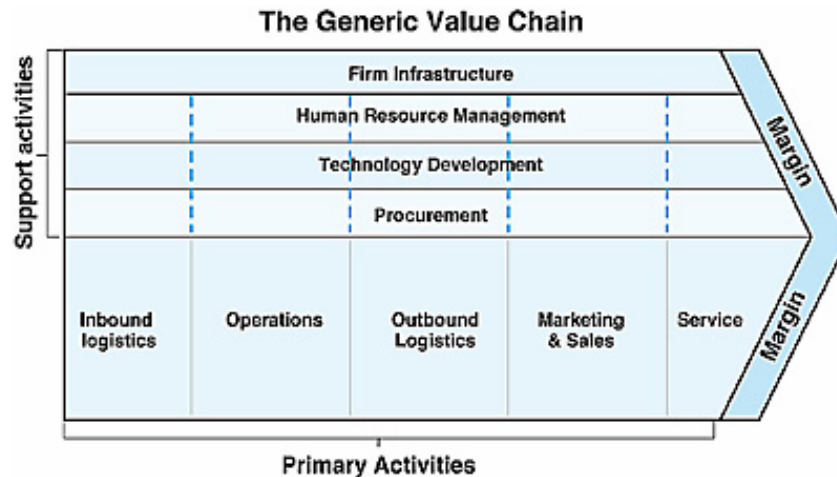 The Generic Value Chain
Support activities
Firm Infrastructure
Human Resource Management
Technology Development
Procurement
Margin
Inbound
logistics
Operations
Outbound
Logistics
Marketing
& Sales
Service
Margin
Primary Activities